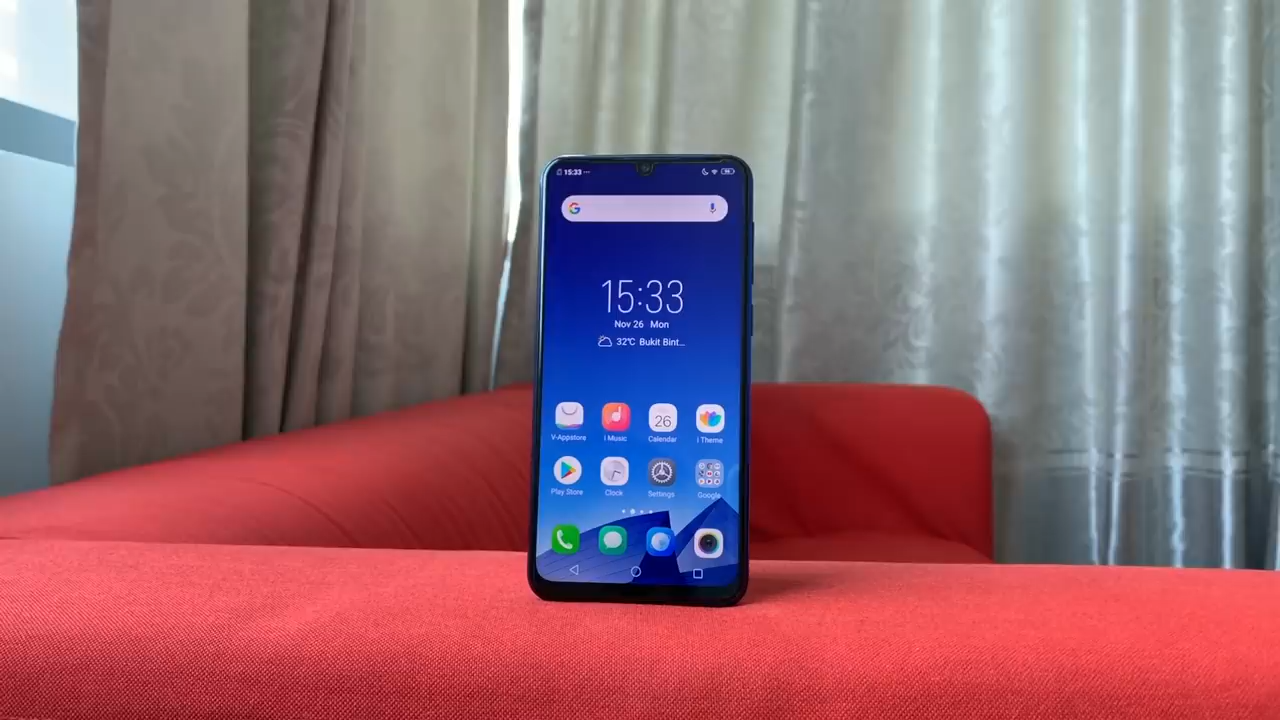 15:33
15:33
Nov 26 Mon
32℃ Bukit Bint...
V-Appstore
i Music
Calendar
26
i Theme
Play Store
Clock
Settings
Google